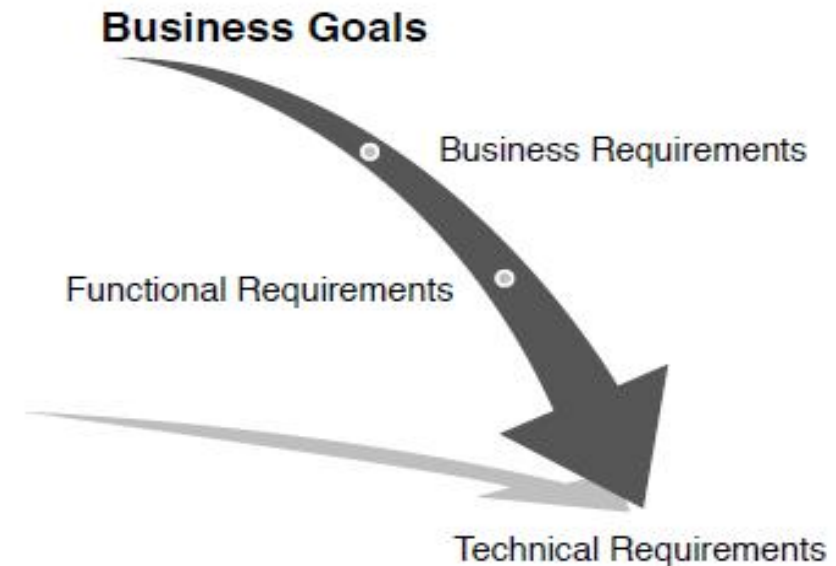 Business Goals
Business Requirements
Functional Requirements
Technical Requirements